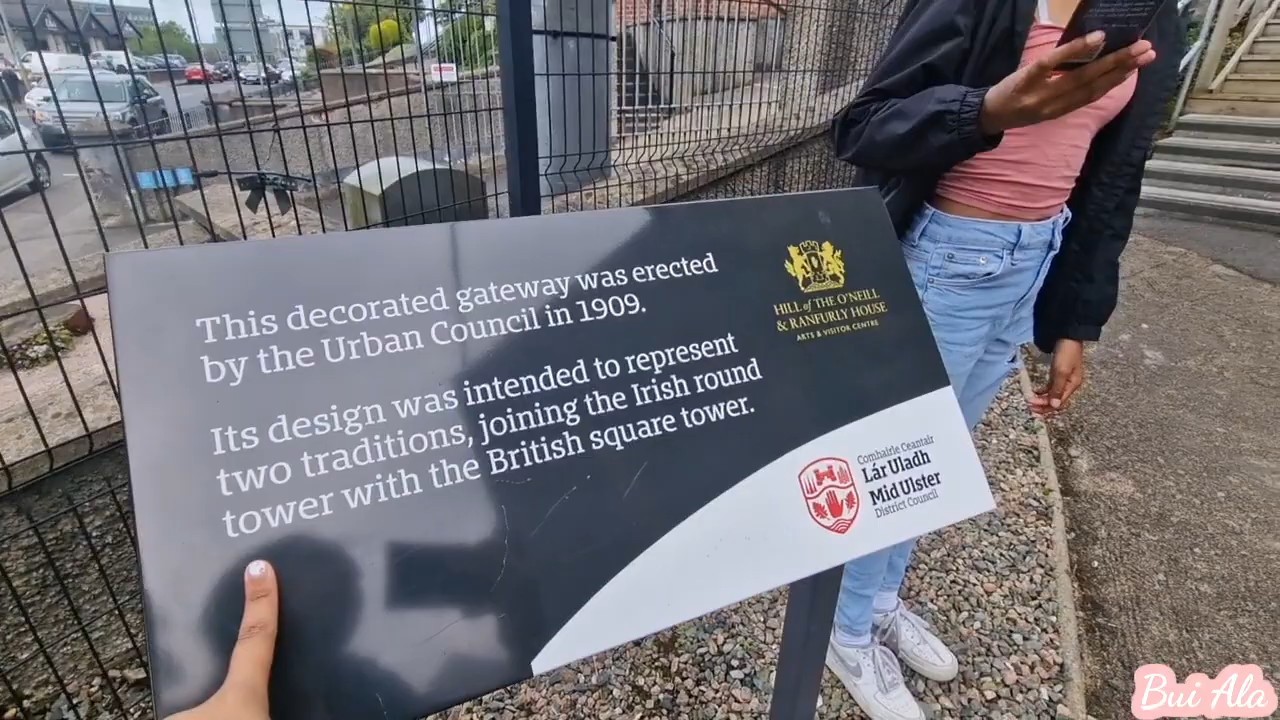 This decorated gateway was erected
by the Urban Council in 1909.
Its design was intended to represent
two traditions, joining the Irish round
tower with the British square tower.
HILL of THE O'NEILL
& RANFURLY HOUSE
ARTS & VISITOR CENTRE
Comhairle Ceantair
Lár Uladh
Mid Ulster
District Council
Bui Ala